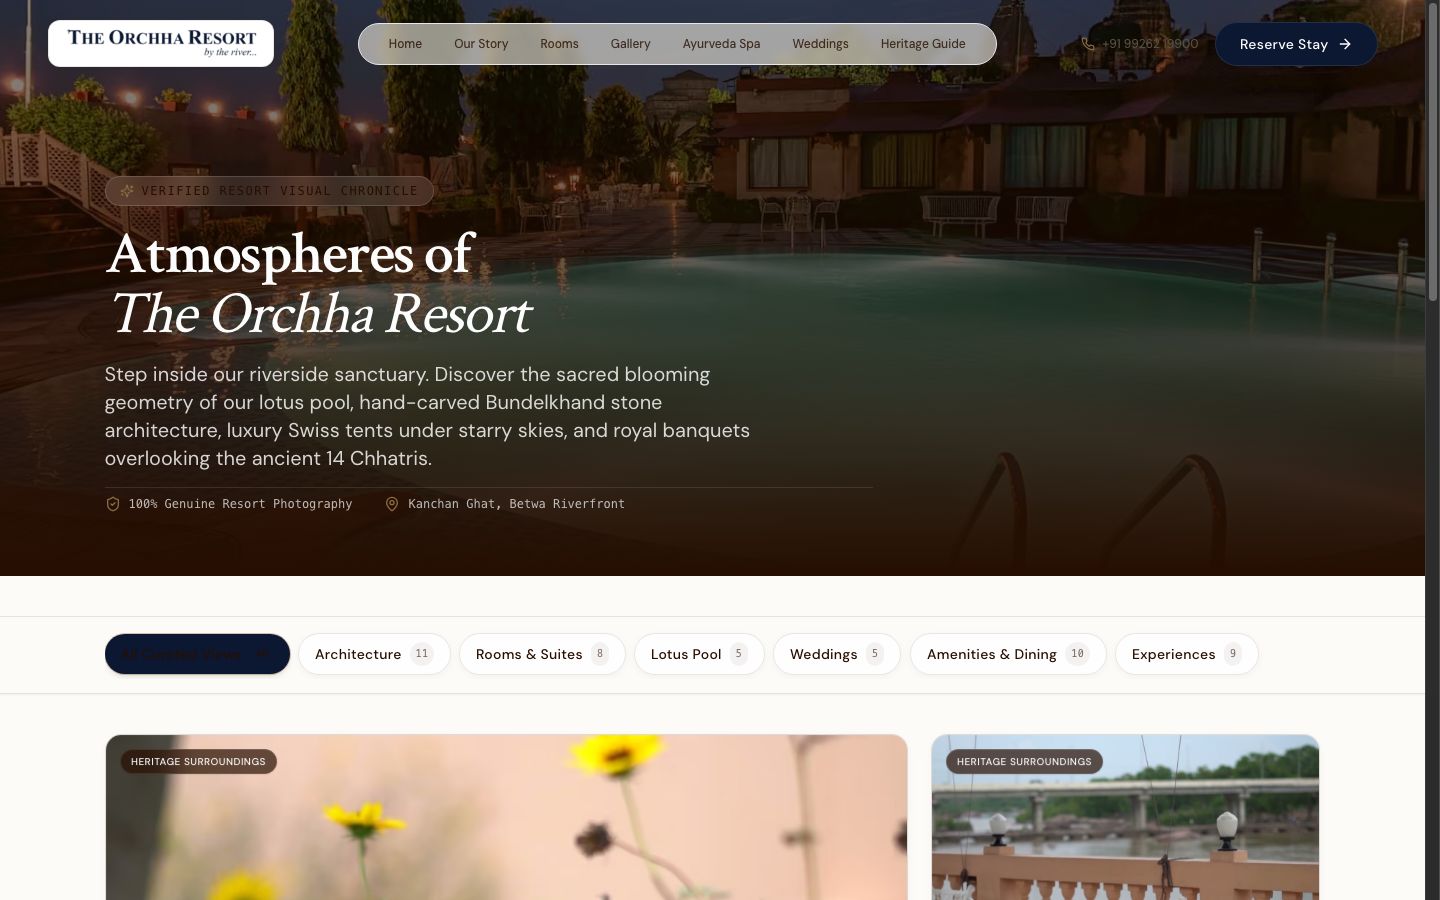 THE ORCHHA RESORT
by the river...
Home
Our Story
Rooms
Gallery
Ayurveda Spa
Weddings
Heritage Guide
+91 99262 19900
Reserve Stay
VERIFIED RESORT VISUAL CHRONICLE
Atmospheres of
The Orchha Resort
Step inside our riverside sanctuary. Discover the sacred blooming
geometry of our lotus pool, hand-carved Bundelkhand stone
architecture, luxury Swiss tents under starry skies, and royal banquets
overlooking the ancient 14 Chhatris.
100% Genuine Resort Photography
Kanchan Ghat, Betwa Riverfront
All Curated Views
Architecture 11
Rooms & Suites 8
Lotus Pool 5
Weddings 5
Amenities & Dining 10
Experiences 9
HERITAGE SURROUNDINGS
HERITAGE SURROUNDINGS